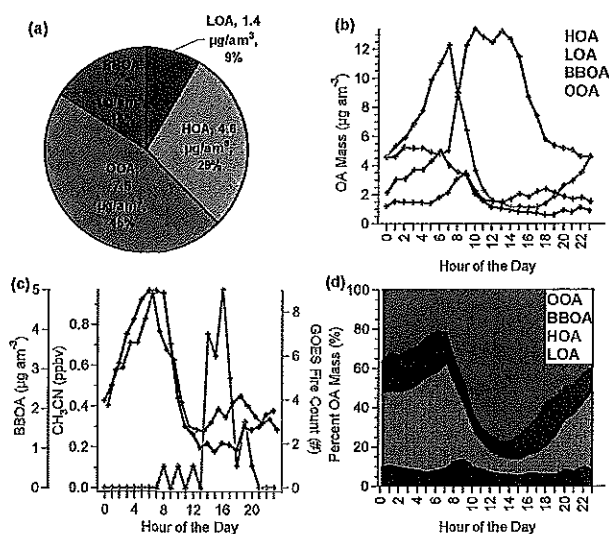 (a)
LOA, 1.4
µg/am³,
9%
HOA, 4.6
µg/am³,
OOA,
µg/am³,
(b)
OA Mass (µg am⁻³)
12
10
8
6
4
2
0
0 2 4 6 8 10 12 14 16 18 20 22
Hour of the Day
HOA
LOA
BBOA
OOA
(c)
BBOA (µg am⁻³)
5
4
3
2
1
0
CH₃CN (ppbv)
0.8
0.6
0.4
0.2
0.0
GOES Fire Count (#)
8
6
4
2
0
0 4 8 12 16 20
Hour of the Day
(d)
Percent OA Mass (%)
100
80
60
40
20
0
0 2 4 6 8 10 12 14 16 18 20 22
Hour of the Day
OOA
BBOA
HOA
LOA